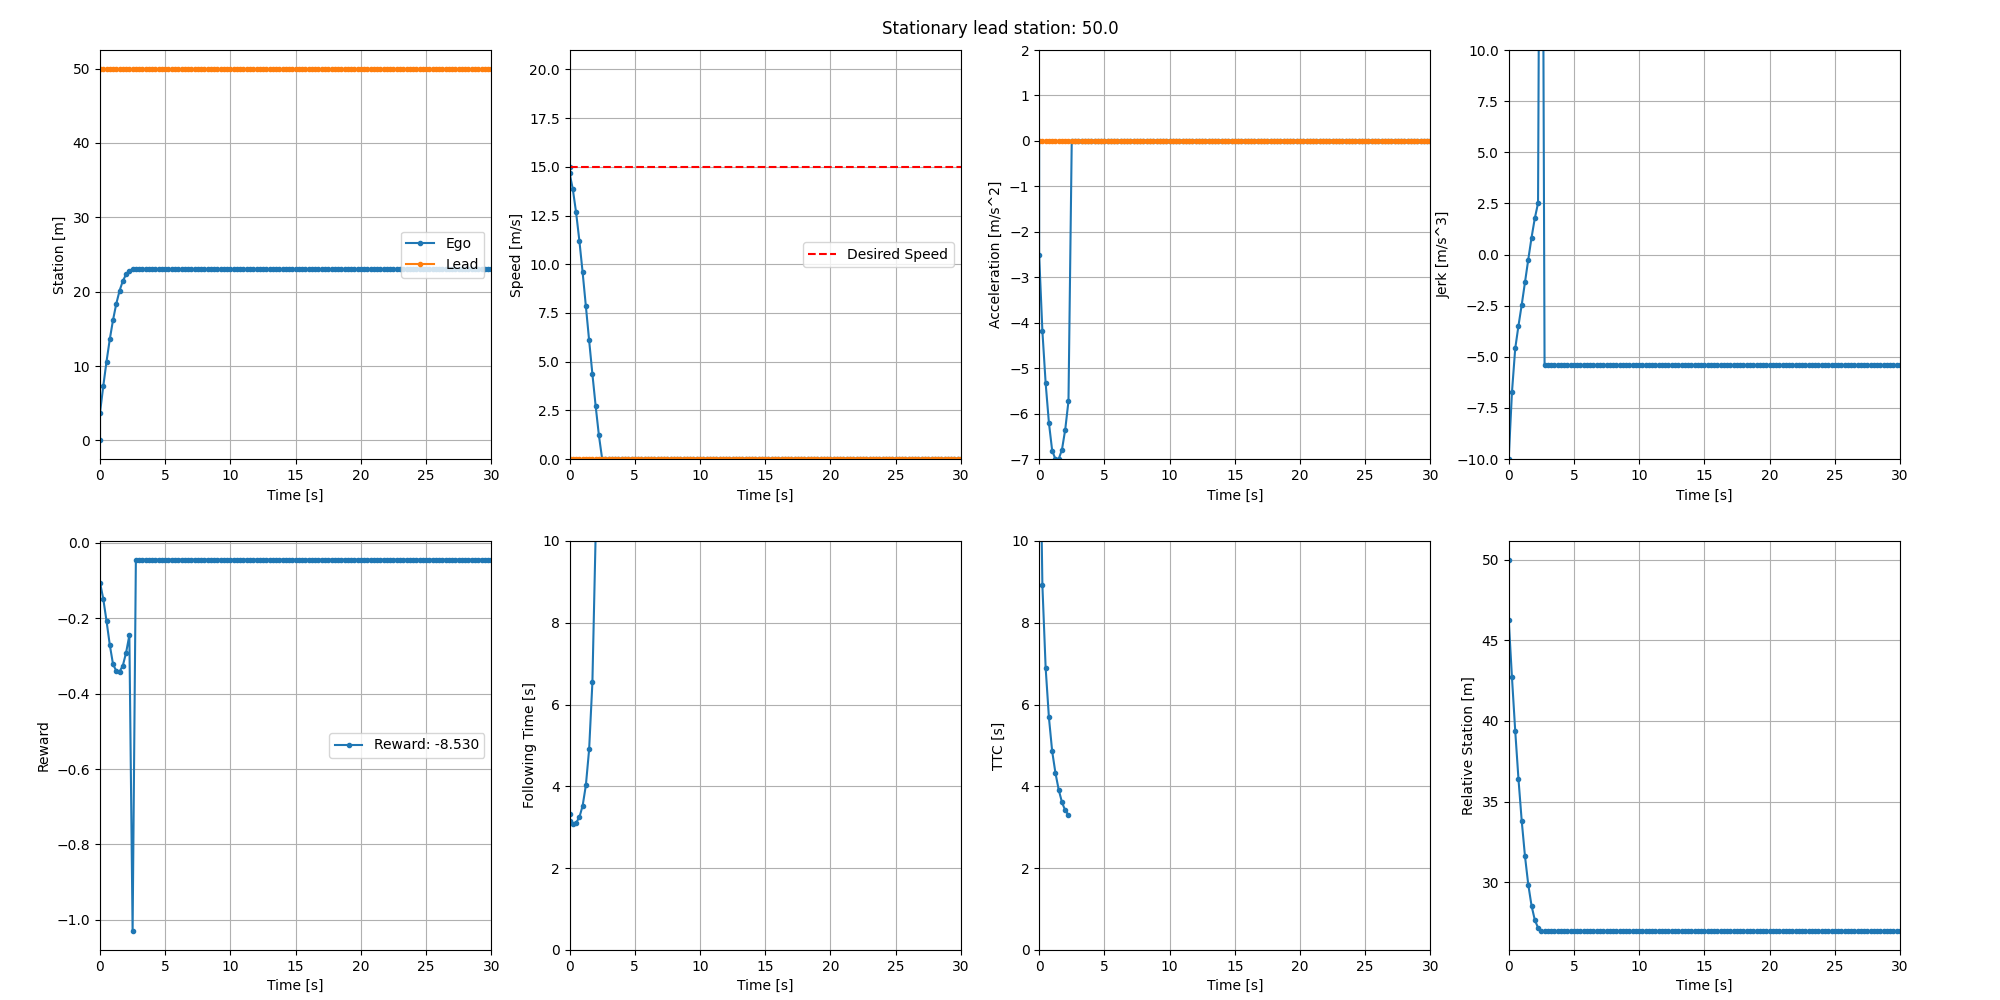 Stationary lead station: 50.0
Station [m]
50
40
30
20
10
0
Ego
Lead
0 5 10 15 20 25 30
Time [s]
Speed [m/s]
20.0
17.5
15.0
12.5
10.0
7.5
5.0
2.5
0.0
Desired Speed
0 5 10 15 20 25 30
Time [s]
Acceleration [m/s^2]
2
1
0
−1
−2
−3
−4
−5
−6
−7
0 5 10 15 20 25 30
Time [s]
Jerk [m/s^3]
10.0
7.5
5.0
2.5
0.0
−2.5
−5.0
−7.5
−10.0
0 5 10 15 20 25 30
Time [s]
Reward
0.0
−0.2
−0.4
−0.6
−0.8
−1.0
Reward: -8.530
0 5 10 15 20 25 30
Time [s]
Following Time [s]
10
8
6
4
2
0
0 5 10 15 20 25 30
Time [s]
TTC [s]
10
8
6
4
2
0
0 5 10 15 20 25 30
Time [s]
Relative Station [m]
50
45
40
35
30
0 5 10 15 20 25 30
Time [s]